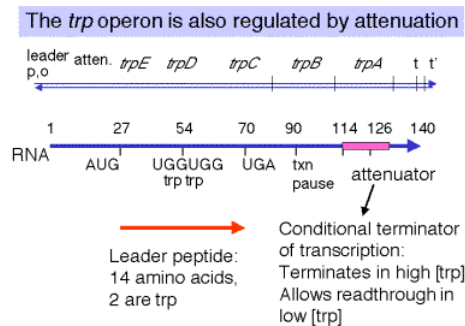 The trp operon is also regulated by attenuation
leader p,o atten. trpE trpD trpC trpB trpA t t'
1 27 54 70 90 114 126 140
RNA
AUG UGGUGG UGA txn pause attenuator
trp trp
Leader peptide:
14 amino acids,
2 are trp
Conditional terminator
of transcription:
Terminates in high [trp]
Allows readthrough in
low [trp]